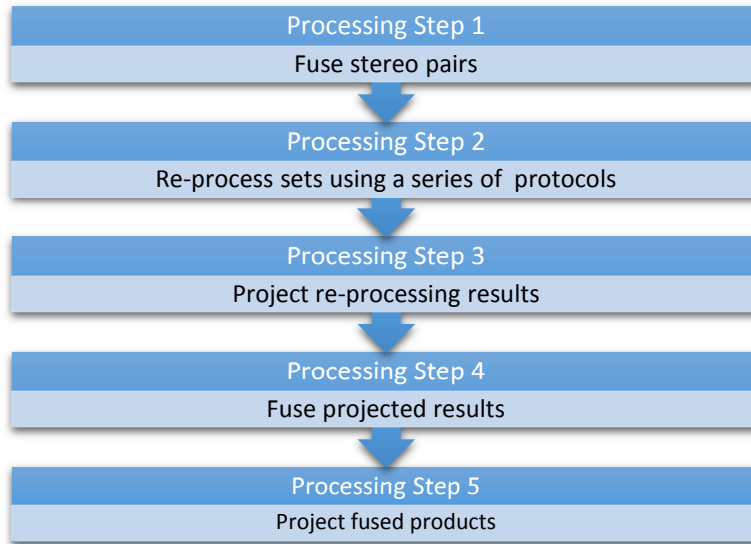 Processing Step 1
Fuse stereo pairs
Processing Step 2
Re-process sets using a series of protocols
Processing Step 3
Project re-processing results
Processing Step 4
Fuse projected results
Processing Step 5
Project fused products